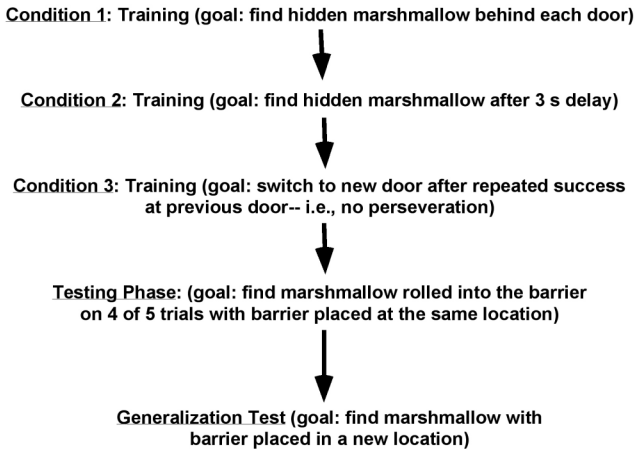 Condition 1: Training (goal: find hidden marshmallow behind each door)
Condition 2: Training (goal: find hidden marshmallow after 3 s delay)
Condition 3: Training (goal: switch to new door after repeated success
at previous door-- i.e., no perseveration)
Testing Phase: (goal: find marshmallow rolled into the barrier
on 4 of 5 trials with barrier placed at the same location)
Generalization Test (goal: find marshmallow with
barrier placed in a new location)